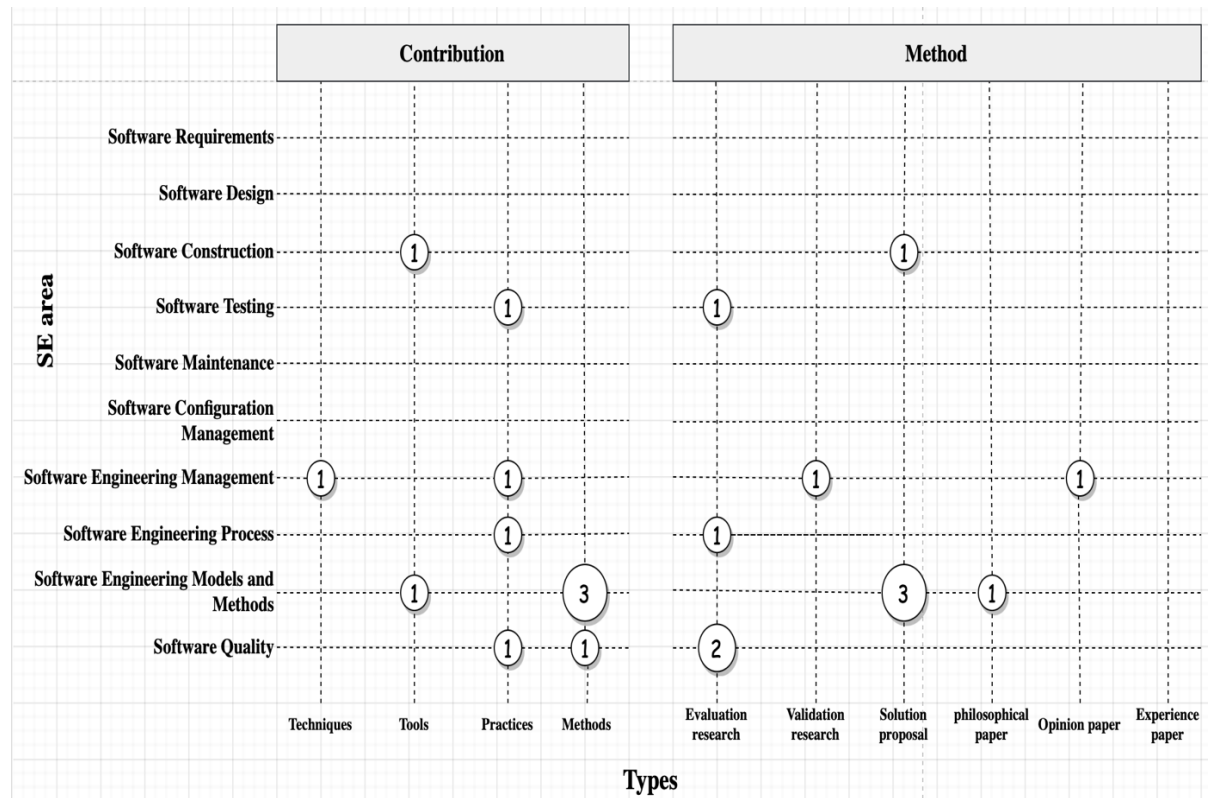 Contribution
Method
SE area
Software Requirements
Software Design
Software Construction
1
1
Software Testing
1
1
Software Maintenance
Software Configuration
Management
Software Engineering Management
1
1
1
1
Software Engineering Process
1
1
Software Engineering Models and
Methods
1
3
3
1
Software Quality
1
1
2
Techniques
Tools
Practices
Methods
Evaluation
research
Validation
research
Solution
proposal
philosophical
paper
Opinion paper
Experience
paper
Types